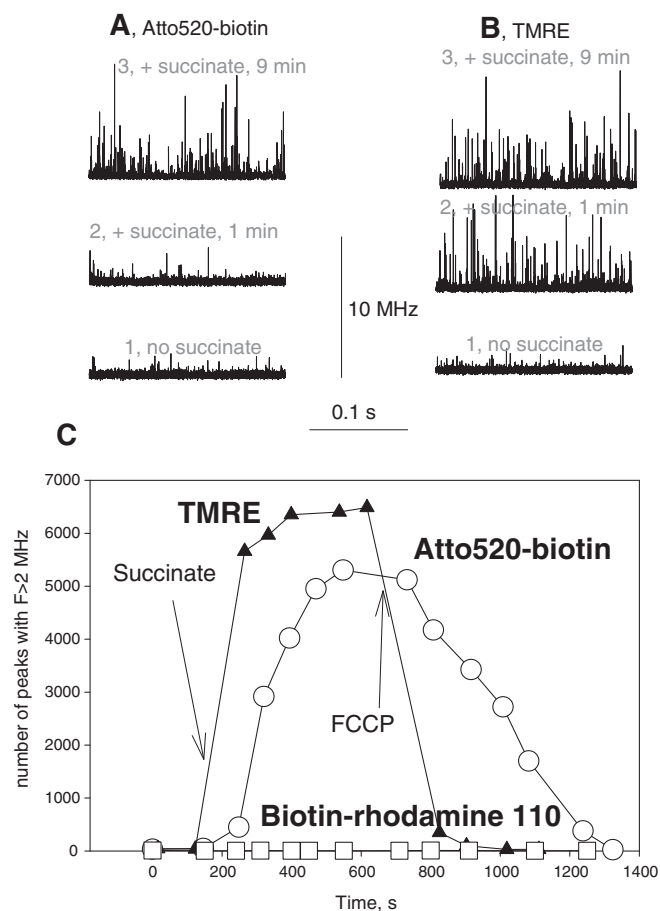 A, Atto520-biotin
3, + succinate, 9 min
2, + succinate, 1 min
1, no succinate
B, TMRE
3, + succinate, 9 min
2, + succinate, 1 min
1, no succinate
10 MHz
0.1 s
C
number of peaks with F>2 MHz
7000
6000
5000
4000
3000
2000
1000
0
TMRE
Atto520-biotin
Succinate
FCCP
Biotin-rhodamine 110
0 200 400 600 800 1000 1200 1400
Time, s